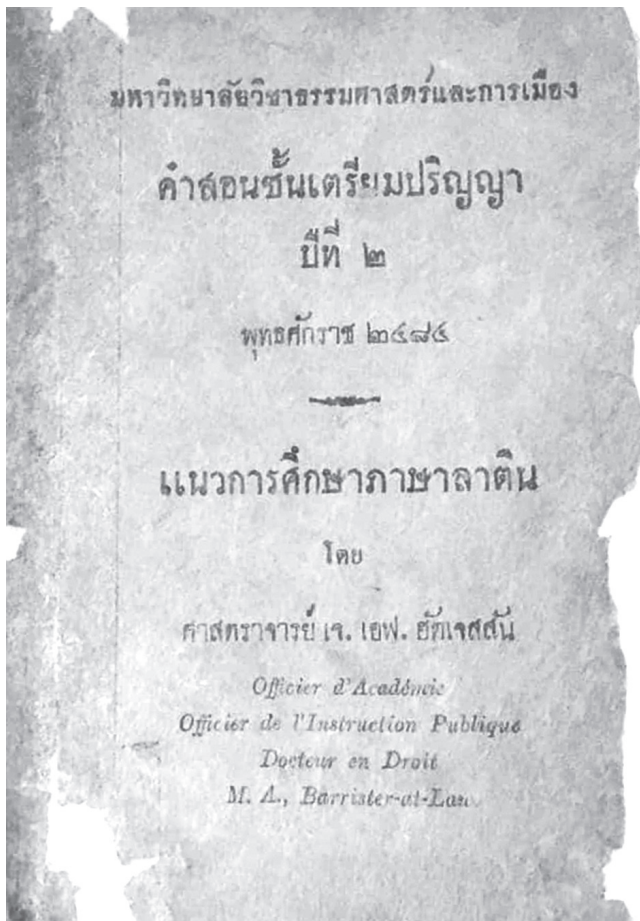 มหาวิทยาลัยวิชาธรรมศาสตร์และการเมือง
คำสอนชั้นเตรียมปริญญา
ปีที่ ๒
พุทธศักราช ๒๔๘๔
แนวการศึกษาภาษาลาติน
โดย
ศาสตราจารย์ เจ. เอฟ. ฮัตเจสสัน
Officier d'Académie
Officier de l'Instruction Publique
Docteur en Droit
M. A., Barrister-at-Law.